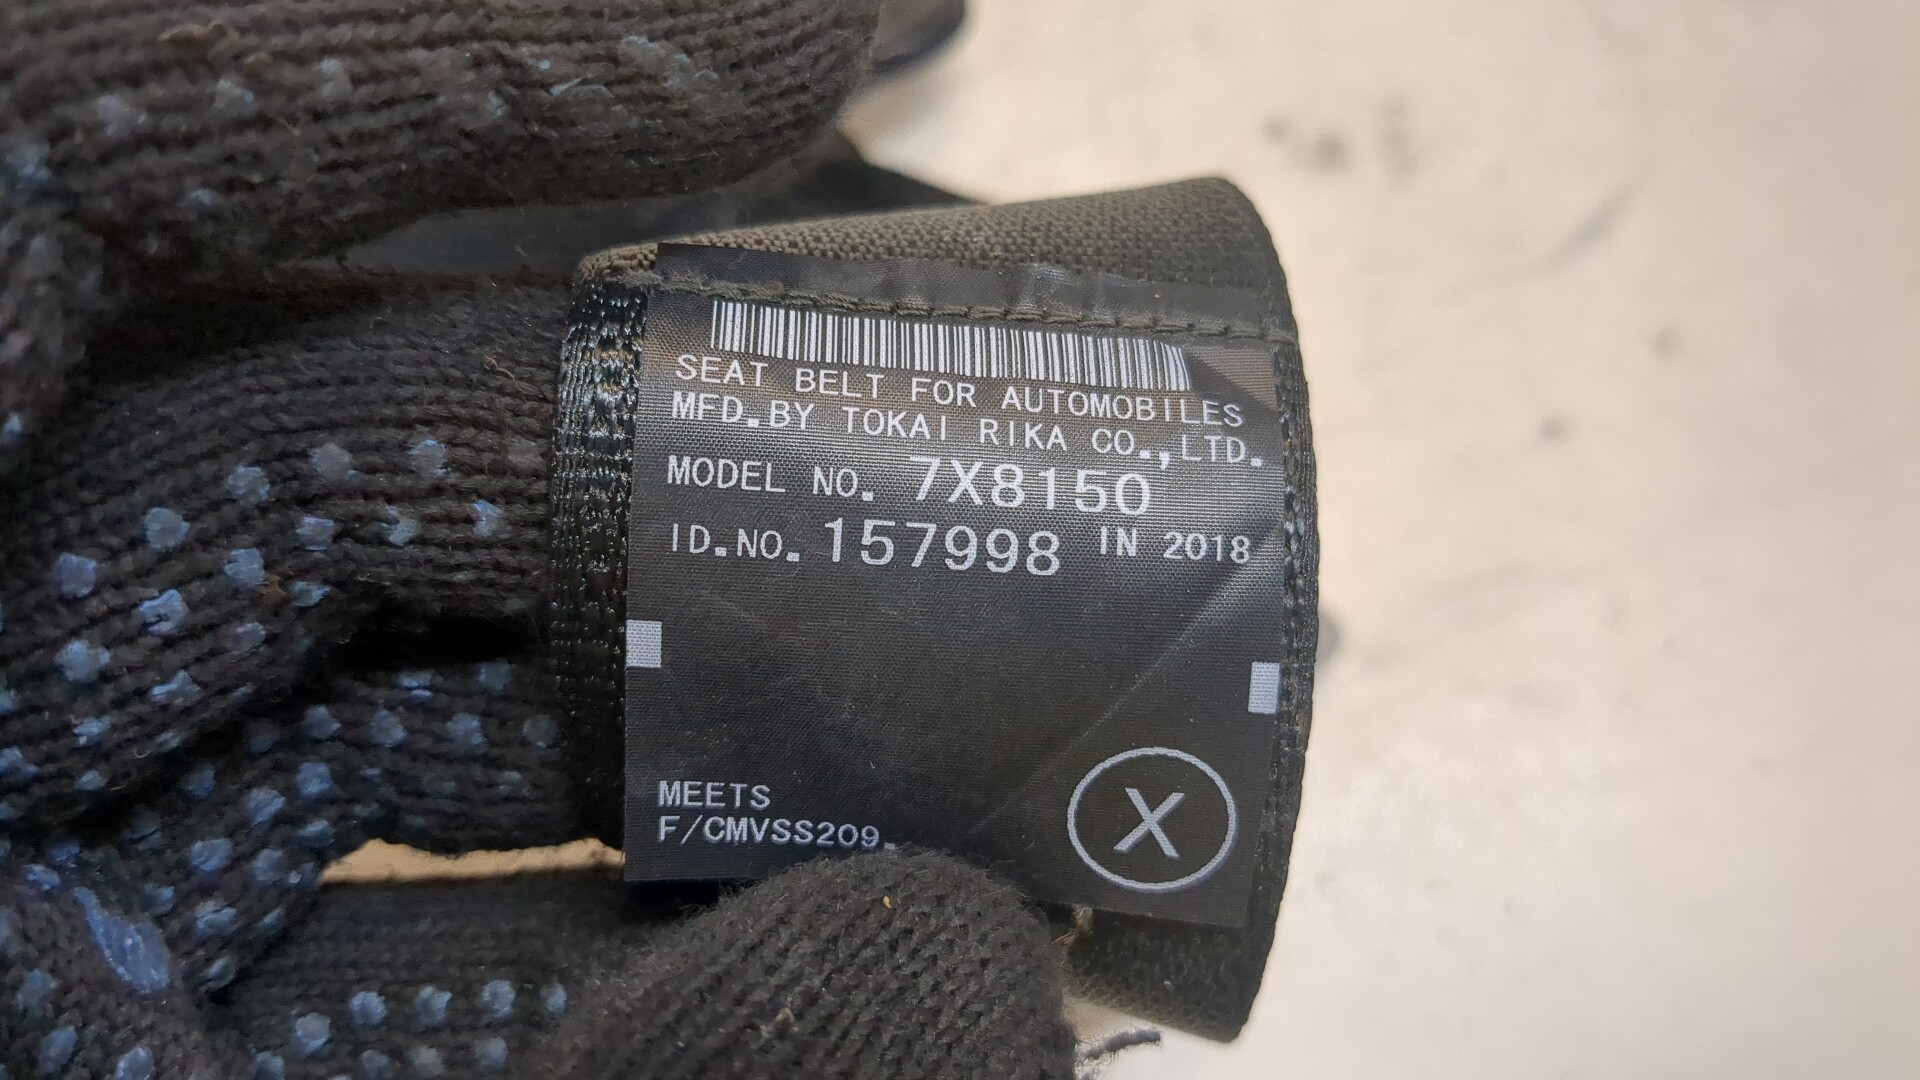 SEAT BELT FOR AUTOMOBILES
MFD.BY TOKAI RIKA CO.,LTD.
MODEL NO. 7X8150
ID.NO. 157998 IN 2018
MEETS
F/CMVSS209.
X